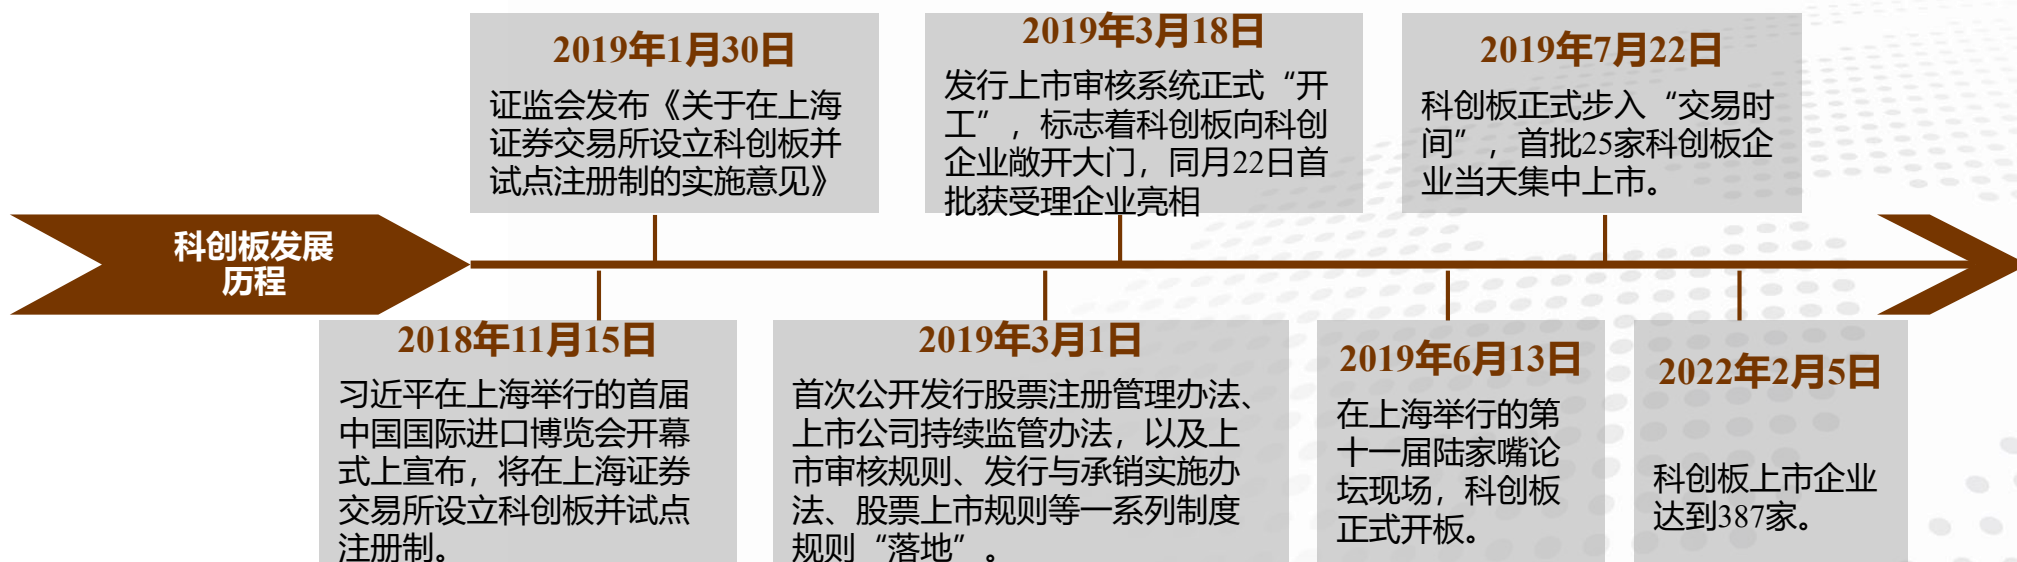 2019年1月30日
证监会发布《关于在上海
证券交易所设立科创板并
试点注册制的实施意见》
2019年3月18日
发行上市审核系统正式“开
工”，标志着科创板向科创
企业敞开大门，同月22日首
批获受理企业亮相
2019年7月22日
科创板正式步入“交易时
间”，首批25家科创板企
业当天集中上市。
科创板发展
历程
2018年11月15日
习近平在上海举行的首届
中国国际进口博览会开幕
式上宣布，将在上海证券
交易所设立科创板并试点
注册制。
2019年3月1日
首次公开发行股票注册管理办法、
上市公司持续监管办法，以及上
市审核规则、发行与承销实施办
法、股票上市规则等一系列制度
规则“落地”。
2019年6月13日
在上海举行的第
十一届陆家嘴论
坛现场，科创板
正式开板。
2022年2月5日
科创板上市企业
达到387家。